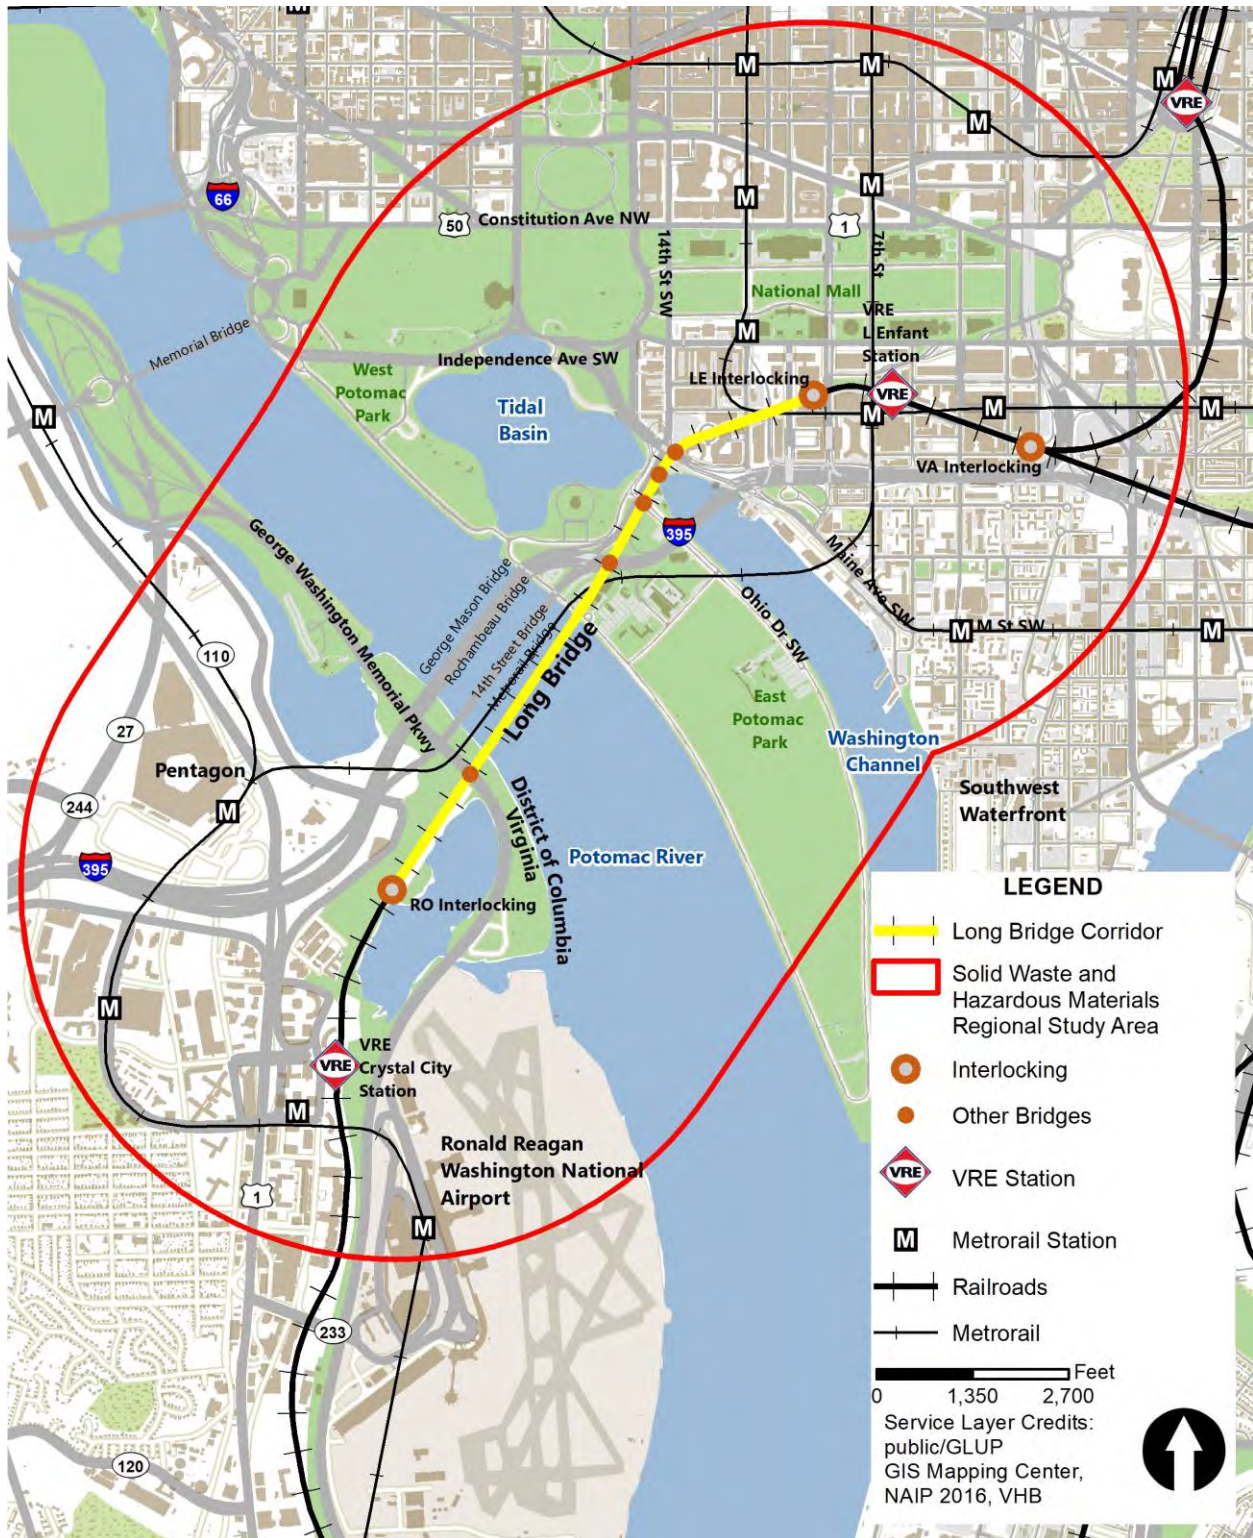 M
M
M
M
VRE
M
66
M
M
50
Constitution Ave NW
1
14th St SW
7th St
National Mall
VRE
L Enfant
Station
Memorial Bridge
M
Independence Ave SW
West
Potomac
Park
LE Interlocking
VRE
Tidal
Basin
M
M
M
M
VA Interlocking
395
George Washington Memorial Pkwy
George Mason Bridge
Rochambeau Bridge
14th Street Bridge
Metrorail Bridge
Long Bridge
Maine Ave SW
Ohio Dr SW
M
M St SW
M
110
27
East
Potomac
Park
Washington
Channel
Pentagon
M
244
395
District of Columbia
Virginia
Potomac River
Southwest
Waterfront
RO Interlocking
M
VRE
VRE
Crystal City
Station
M
Ronald Reagan
Washington National
Airport
1
M
233
120
LEGEND
Long Bridge Corridor
Solid Waste and
Hazardous Materials
Regional Study Area
Interlocking
Other Bridges
VRE
VRE Station
M
Metrorail Station
Railroads
Metrorail
Feet
0 1,350 2,700
Service Layer Credits:
public/GLUP
GIS Mapping Center,
NAIP 2016, VHB